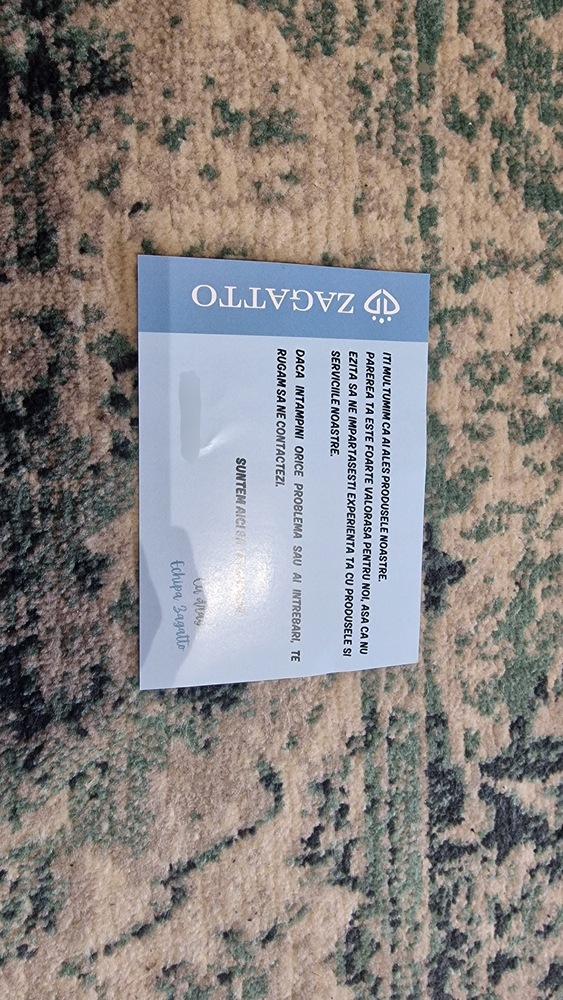 ZAGATTO
ITI MULTUMIM CA AI ALES PRODUSELE NOASTRE.
PAREREA TA ESTE FOARTE VALOROASA PENTRU NOI, ASA CA NU
EZITA SA NE IMPARTASESTI EXPERIENTA TA CU PRODUSELE SI
SERVICIILE NOASTRE.
DACA INTAMPINI ORICE PROBLEMA SAU AI INTREBARI, TE
RUGAM SA NE CONTACTEZI.
SUNTEM AICI
Cu drag
Echipa Zagatto